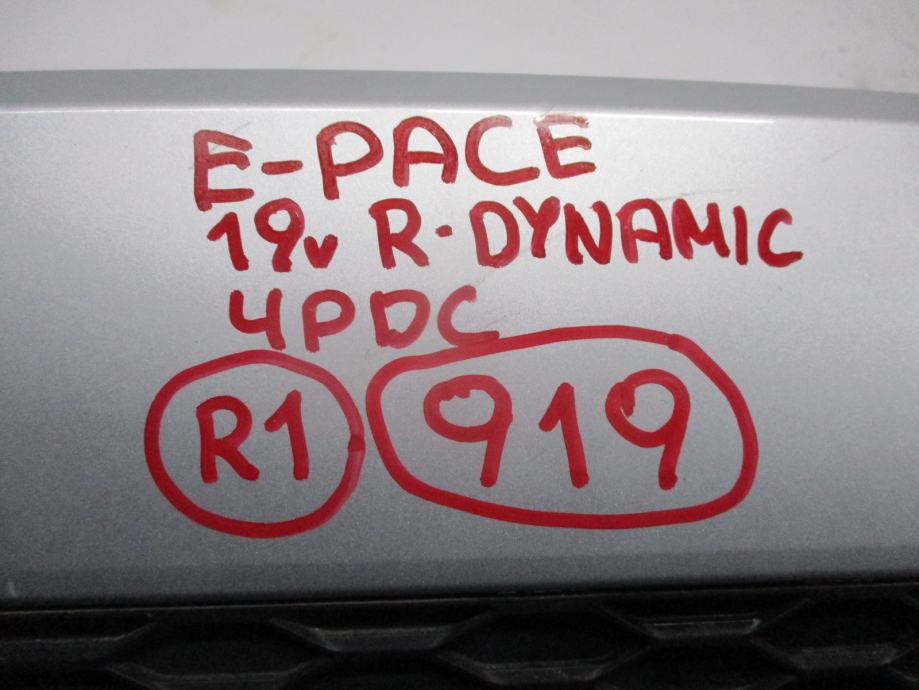 E-PACE
19v R-DYNAMIC
4PDC
R1 919